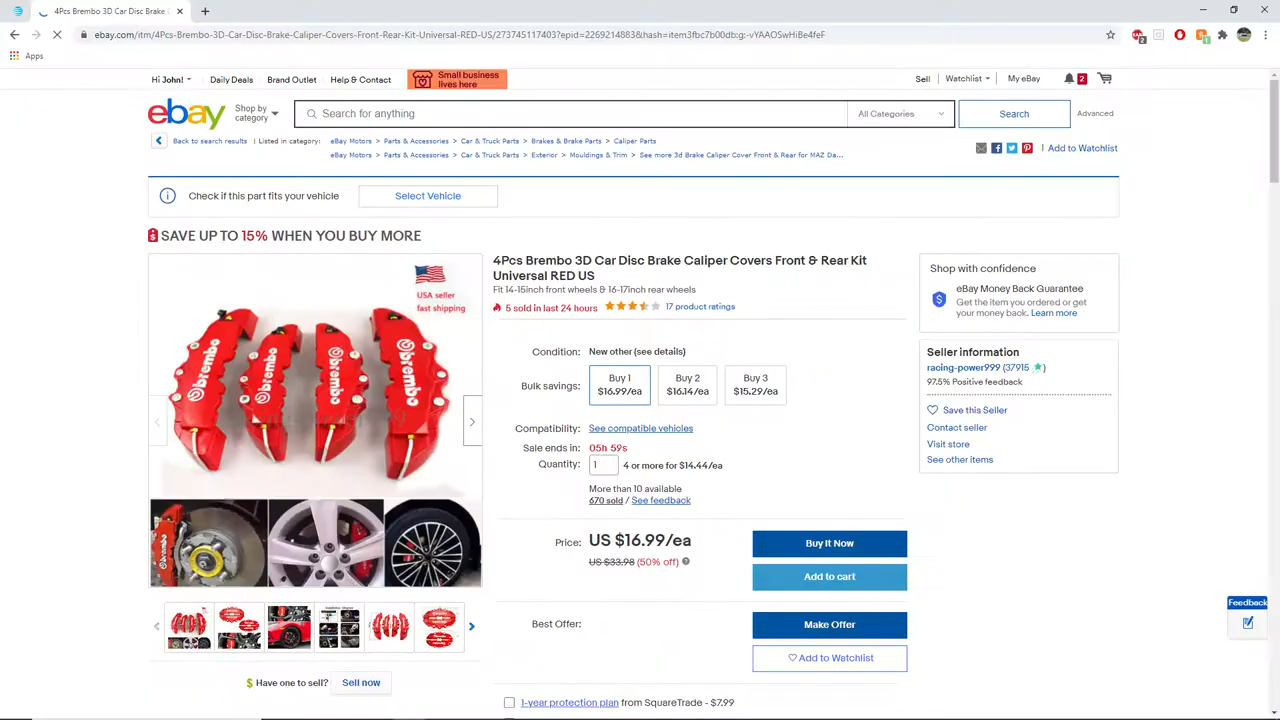 4Pcs Brembo 3D Car Disc Brake C
ebay.com/itm/4Pcs-Brembo-3D-Car-Disc-Brake-Caliper-Covers-Front-Rear-Kit-Universal-RED-US/273745117403?epid=2269214883&hash=item3fbc7b00db:g:-vYAAOSwHiBe4feF
Apps
Hi John!
Daily Deals
Brand Outlet
Help & Contact
Small business
lives here
Sell
Watchlist
My eBay
2
ebay
Shop by
category
Search for anything
All Categories
Search
Advanced
Back to search results | Listed in category:
eBay Motors > Parts & Accessories > Car & Truck Parts > Brakes & Brake Parts > Caliper Parts
eBay Motors > Parts & Accessories > Car & Truck Parts > Exterior > Mouldings & Trim > See more 3d Brake Caliper Cover Front & Rear for MAZ Da...
| Add to Watchlist
Check if this part fits your vehicle
Select Vehicle
SAVE UP TO 15% WHEN YOU BUY MORE
USA seller
fast shipping
brembo
brembo
brembo
brembo
brembo
4Pcs Brembo 3D Car Disc Brake Caliper Covers Front & Rear Kit
Universal RED US
Fit 14-15inch front wheels & 16-17inch rear wheels
5 sold in last 24 hours
17 product ratings
Condition:
New other (see details)
Bulk savings:
Buy 1
$16.99/ea
Buy 2
$16.14/ea
Buy 3
$15.29/ea
Compatibility:
See compatible vehicles
Sale ends in:
05h 59s
Quantity:
1
4 or more for $14.44/ea
More than 10 available
670 sold / See feedback
Price:
US $16.99/ea
US $33.98 (50% off)
Buy It Now
Add to cart
Best Offer:
Make Offer
Add to Watchlist
1-year protection plan from SquareTrade - $7.99
Shop with confidence
eBay Money Back Guarantee
Get the item you ordered or get
your money back. Learn more
Seller information
racing-power999 (37915 )
97.5% Positive feedback
Save this Seller
Contact seller
Visit store
See other items
Have one to sell?
Sell now
Feedback